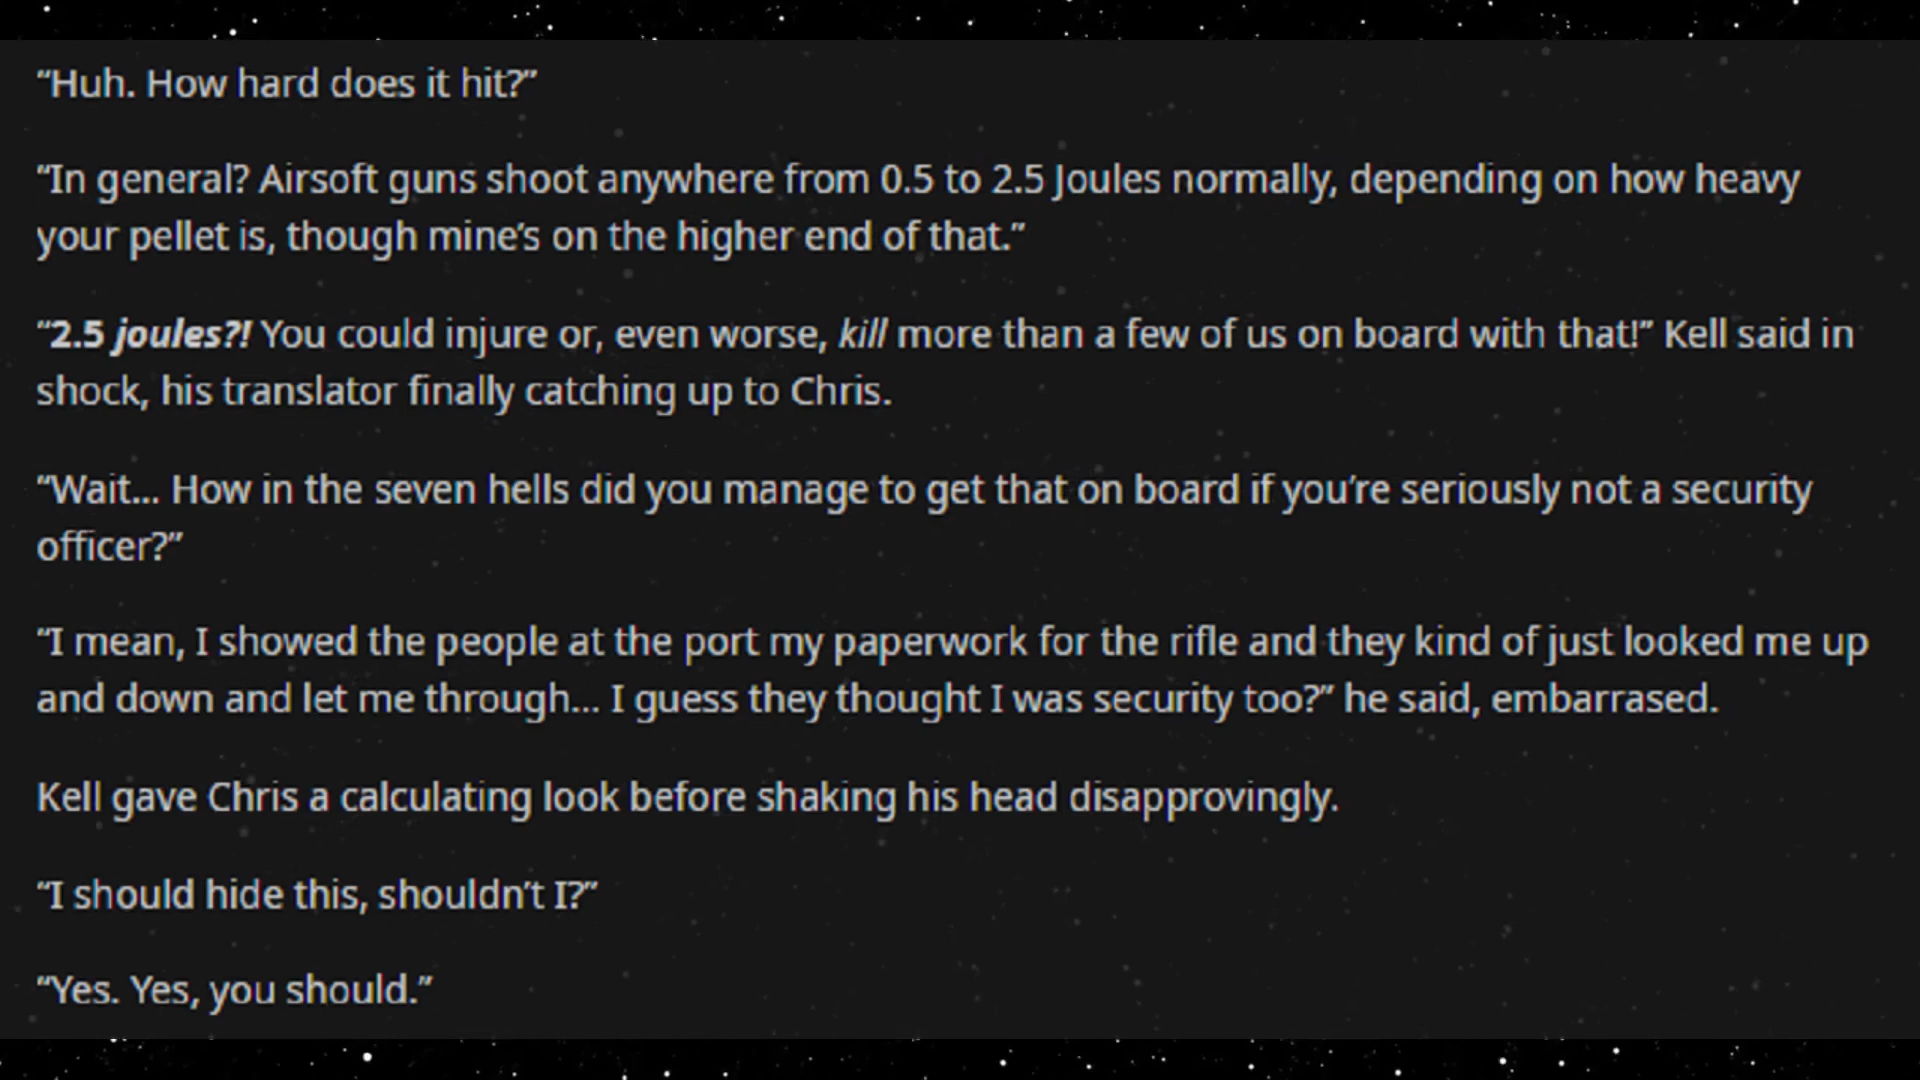 “Huh. How hard does it hit?”
“In general? Airsoft guns shoot anywhere from 0.5 to 2.5 Joules normally, depending on how heavy
your pellet is, though mine’s on the higher end of that.”
“2.5 joules?! You could injure or, even worse, kill more than a few of us on board with that!” Kell said in
shock, his translator finally catching up to Chris.
“Wait... How in the seven hells did you manage to get that on board if you’re seriously not a security
officer?”
“I mean, I showed the people at the port my paperwork for the rifle and they kind of just looked me up
and down and let me through... I guess they thought I was security too?” he said, embarrased.
Kell gave Chris a calculating look before shaking his head disapprovingly.
“I should hide this, shouldn’t I?”
“Yes. Yes, you should.”